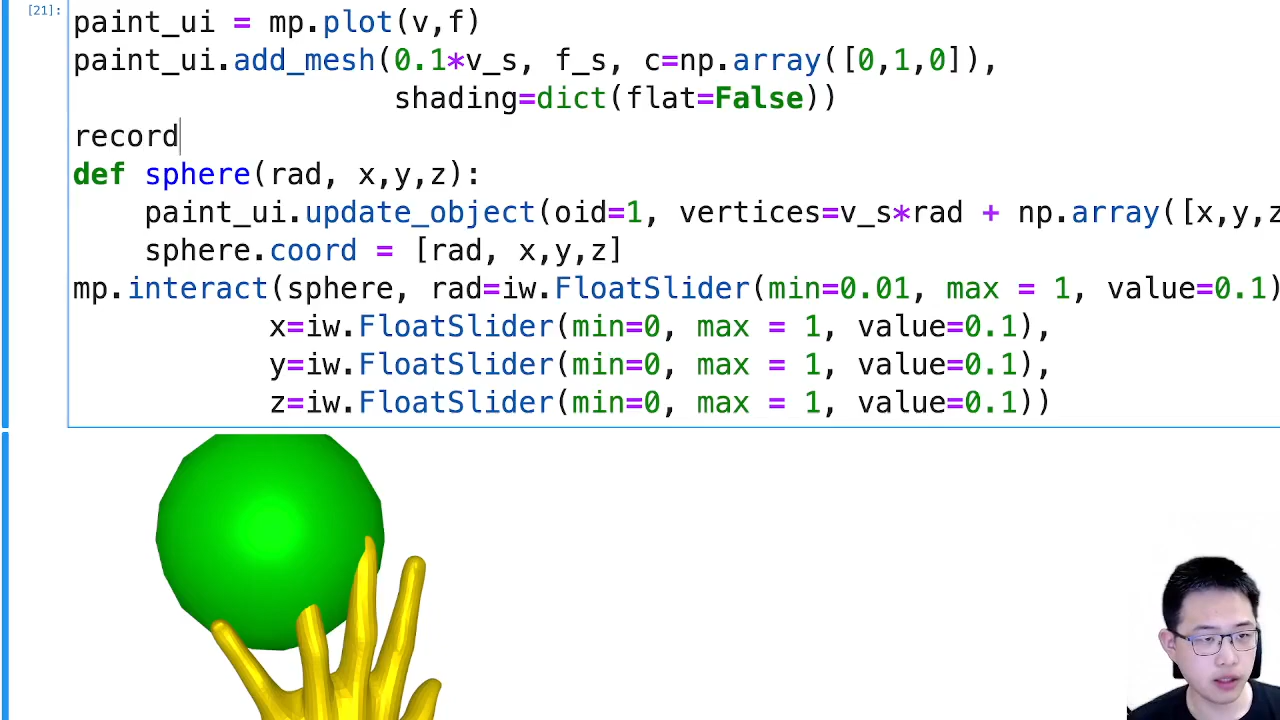 [21]:
paint_ui = mp.plot(v,f)
paint_ui.add_mesh(0.1*v_s, f_s, c=np.array([0,1,0]),
shading=dict(flat=False))
record
def sphere(rad, x,y,z):
paint_ui.update_object(oid=1, vertices=v_s*rad + np.array([x,y,z
sphere.coord = [rad, x,y,z]
mp.interact(sphere, rad=iw.FloatSlider(min=0.01, max = 1, value=0.1)
x=iw.FloatSlider(min=0, max = 1, value=0.1),
y=iw.FloatSlider(min=0, max = 1, value=0.1),
z=iw.FloatSlider(min=0, max = 1, value=0.1))